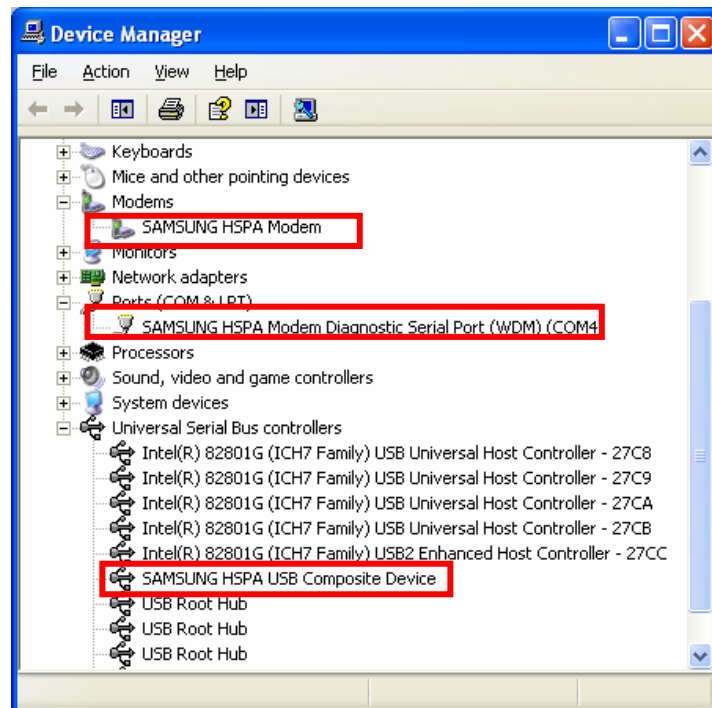 Device Manager
File Action View Help
Keyboards
Mice and other pointing devices
Modems
SAMSUNG HSPA Modem
Monitors
Network adapters
Ports (COM & LPT)
SAMSUNG HSPA Modem Diagnostic Serial Port (WDM) (COM4
Processors
Sound, video and game controllers
System devices
Universal Serial Bus controllers
Intel(R) 82801G (ICH7 Family) USB Universal Host Controller - 27C8
Intel(R) 82801G (ICH7 Family) USB Universal Host Controller - 27C9
Intel(R) 82801G (ICH7 Family) USB Universal Host Controller - 27CA
Intel(R) 82801G (ICH7 Family) USB Universal Host Controller - 27CB
Intel(R) 82801G (ICH7 Family) USB2 Enhanced Host Controller - 27CC
SAMSUNG HSPA USB Composite Device
USB Root Hub
USB Root Hub
USB Root Hub